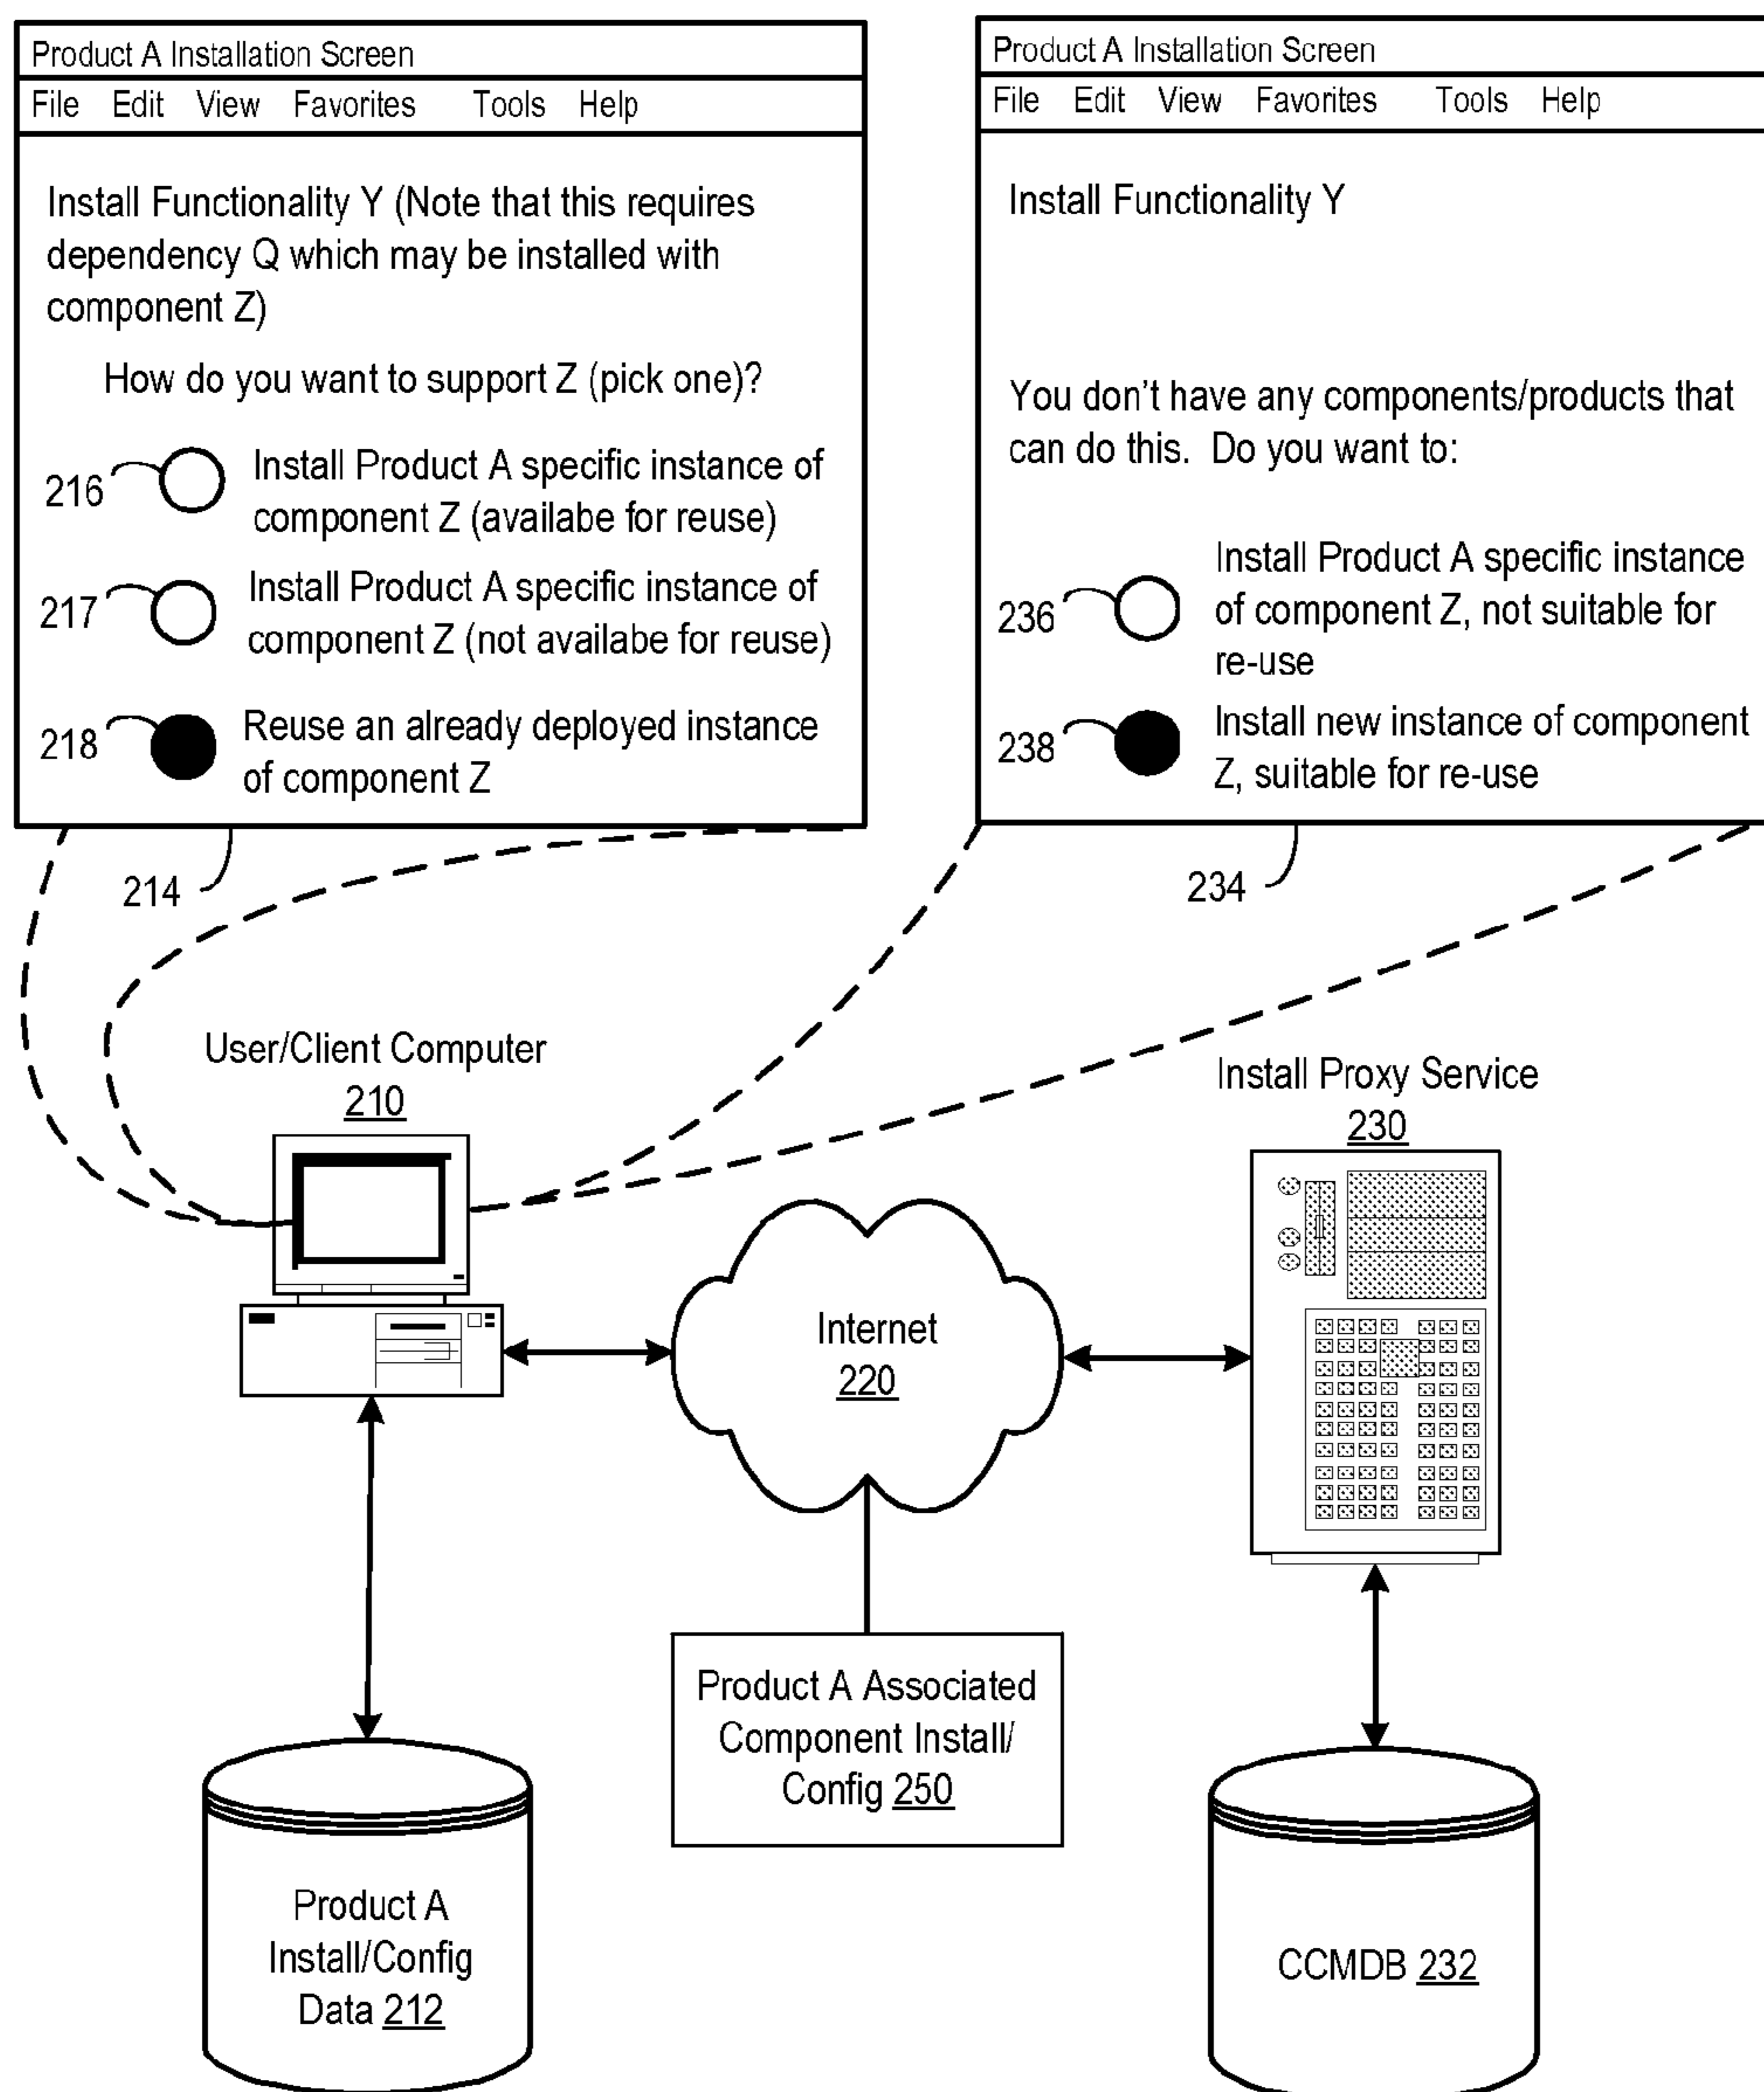 Product A Installation Screen
File Edit View Favorites Tools Help
Install Functionality Y (Note that this requires
dependency Q which may be installed with
component Z)
How do you want to support Z (pick one)?
216
Install Product A specific instance of
component Z (availabe for reuse)
217
Install Product A specific instance of
component Z (not availabe for reuse)
218
Reuse an already deployed instance
of component Z
214
Product A Installation Screen
File Edit View Favorites Tools Help
Install Functionality Y
You don't have any components/products that
can do this. Do you want to:
236
Install Product A specific instance
of component Z, not suitable for
re-use
238
Install new instance of component
Z, suitable for re-use
234
User/Client Computer
210
Install Proxy Service
230
Internet
220
Product A Associated
Component Install/
Config 250
Product A
Install/Config
Data 212
CCMDB 232